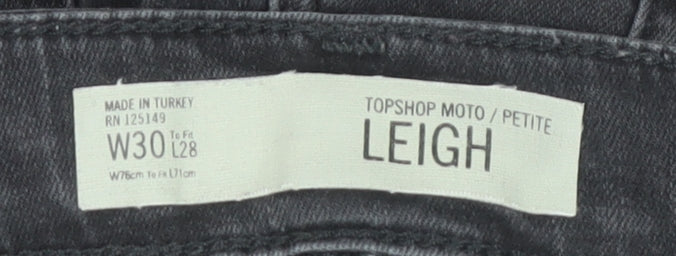 MADE IN TURKEY
RN 125149
W30 To Fit L28
W76cm To Fit L71cm
TOPSHOP MOTO / PETITE
LEIGH